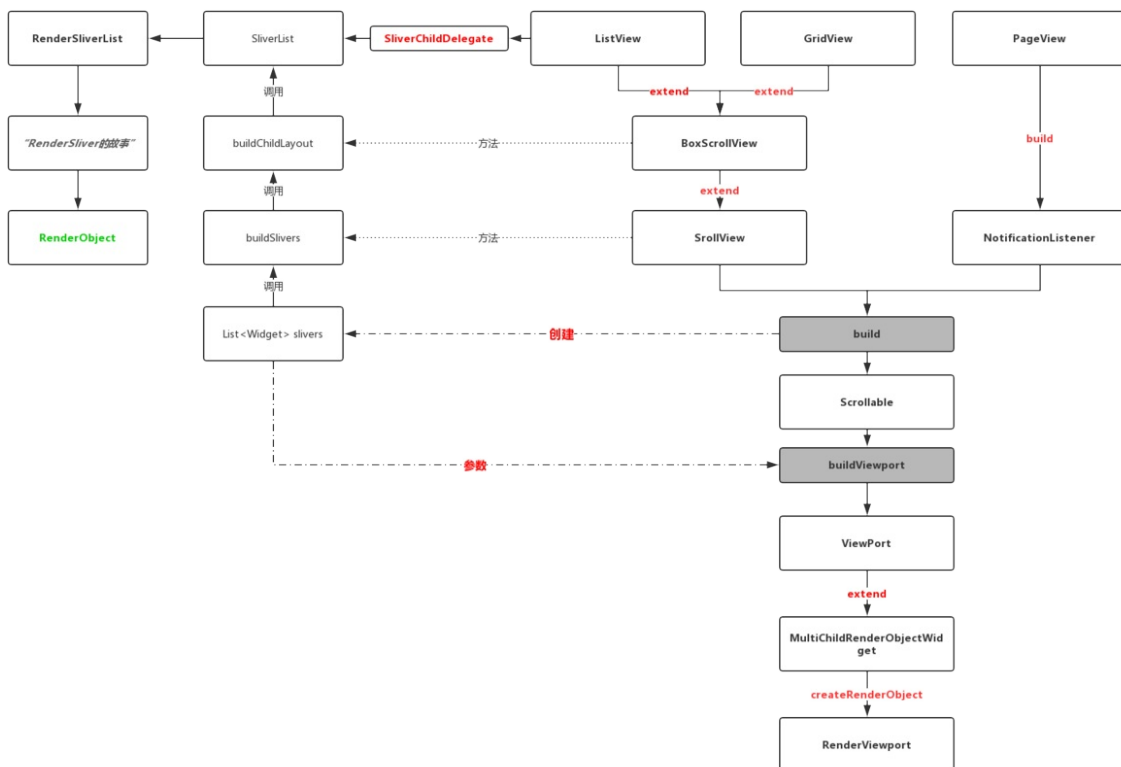 RenderSliverList
SliverList
SliverChildDelegate
ListView
GridView
PageView
调用
extend
extend
“RenderSliver的故事”
buildChildLayout
方法
BoxScrollView
build
调用
extend
RenderObject
buildSlivers
方法
SrollView
NotificationListener
调用
List<Widget> slivers
创建
build
Scrollable
参数
buildViewport
ViewPort
extend
MultiChildRenderObjectWid
get
createRenderObject
RenderViewport